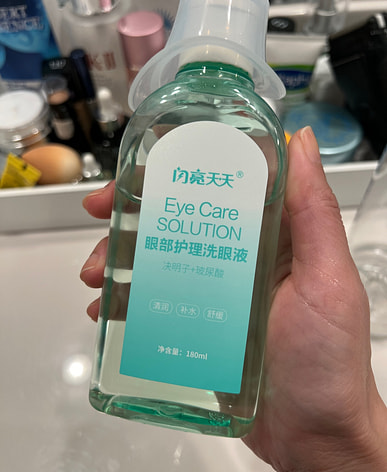 闪亮天天®
Eye Care
SOLUTION
眼部护理洗眼液
决明子+玻尿酸
清润 补水 舒缓
净含量：180ml